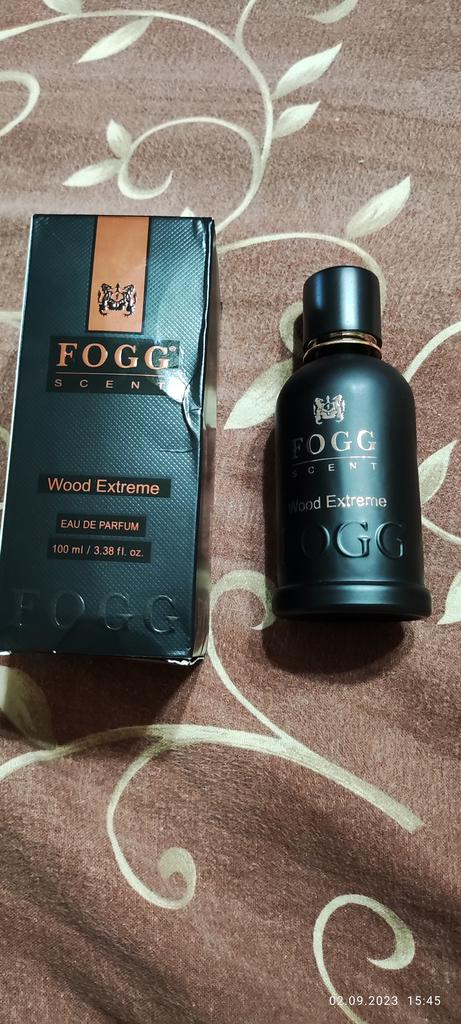 FOGG
SCENT
Wood Extreme
EAU DE PARFUM
100 ml / 3.38 fl. oz.
FOGG
FOGG
SCENT
Wood Extreme
FOGG
02.09.2023 15:45